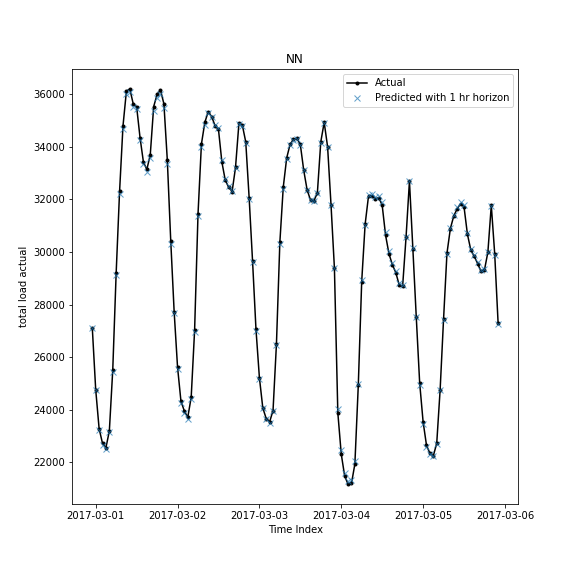 NN
Actual
Predicted with 1 hr horizon
total load actual
36000
34000
32000
30000
28000
26000
24000
22000
2017-03-01 2017-03-02 2017-03-03 2017-03-04 2017-03-05 2017-03-06
Time Index